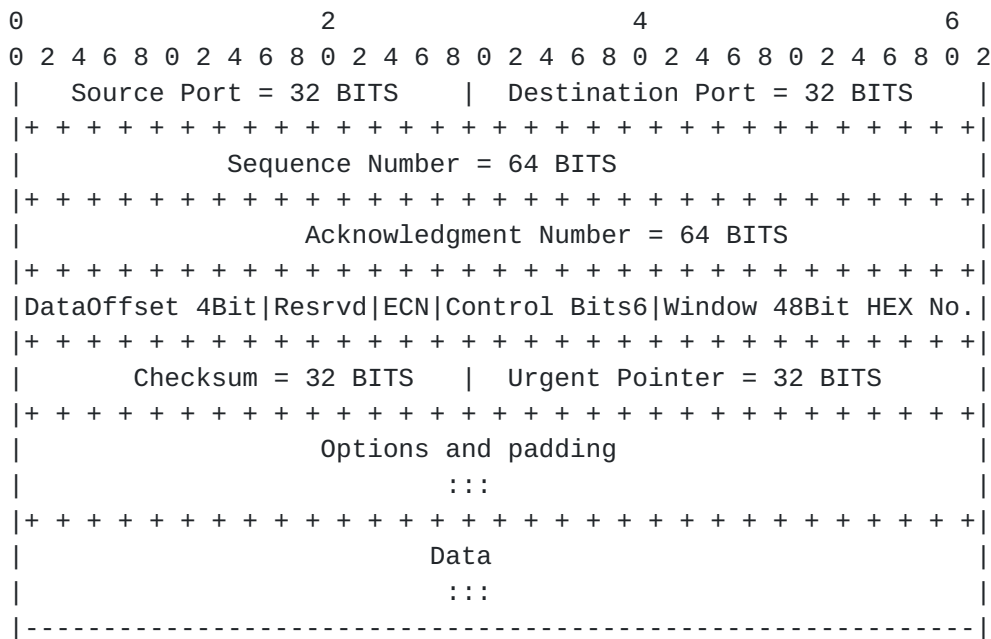 0                   2                   4                   6
0 2 4 6 8 0 2 4 6 8 0 2 4 6 8 0 2 4 6 8 0 2 4 6 8 0 2 4 6 8 0 2
|   Source Port = 32 BITS    |  Destination Port = 32 BITS    |
|+ + + + + + + + + + + + + + + + + + + + + + + + + + + + + + +|
|             Sequence Number = 64 BITS                       |
|+ + + + + + + + + + + + + + + + + + + + + + + + + + + + + + +|
|                  Acknowledgment Number = 64 BITS            |
|+ + + + + + + + + + + + + + + + + + + + + + + + + + + + + + +|
|DataOffset 4Bit|Resrvd|ECN|Control Bits6|Window 48Bit HEX No.|
|+ + + + + + + + + + + + + + + + + + + + + + + + + + + + + + +|
|       Checksum = 32 BITS   |  Urgent Pointer = 32 BITS      |
|+ + + + + + + + + + + + + + + + + + + + + + + + + + + + + + +|
|                   Options and padding                       |
|                           :::                               |
|+ + + + + + + + + + + + + + + + + + + + + + + + + + + + + + +|
|                          Data                               |
|                           :::                               |
|-------------------------------------------------------------|